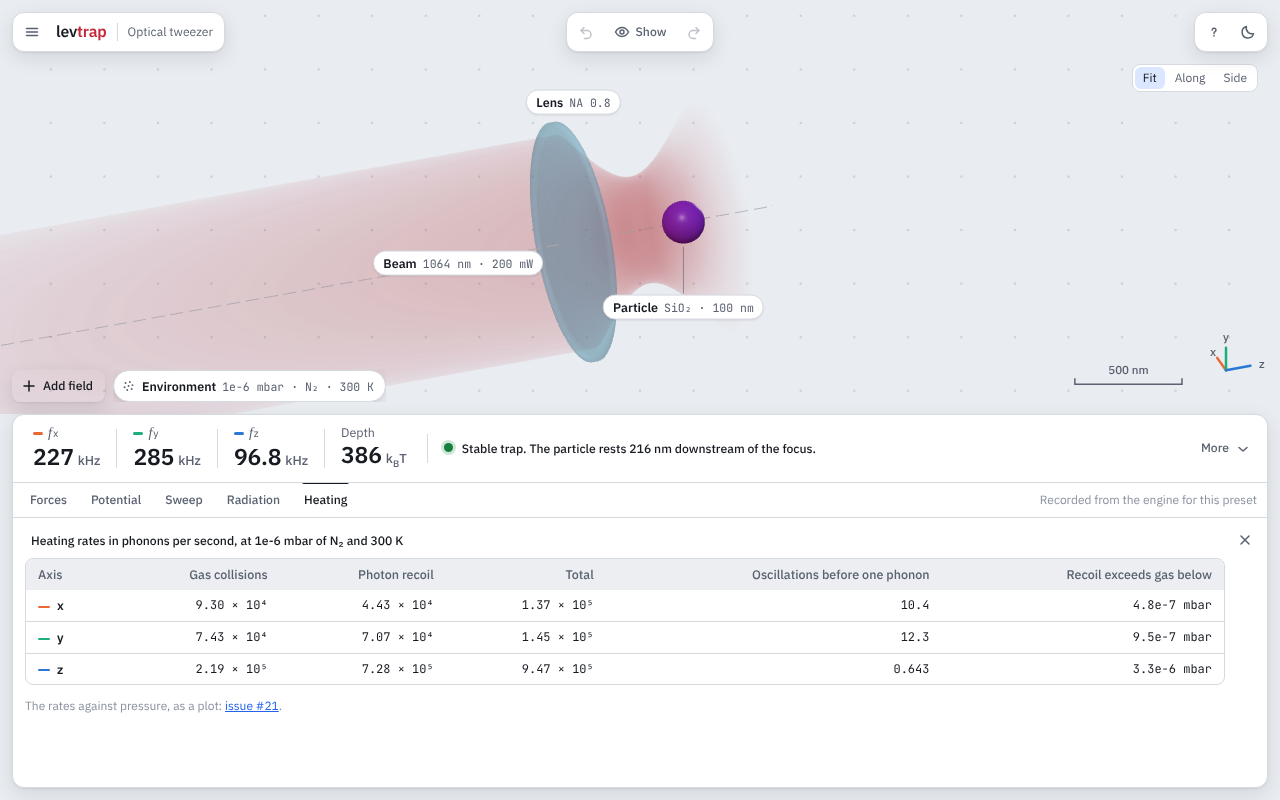 levtrap Optical tweezer Show ?
Fit Along Side
Lens NA 0.8
Beam 1064 nm · 200 mW
Particle SiO₂ · 100 nm
y
x
z
500 nm
Add field Environment 1e-6 mbar · N₂ · 300 K
fx fy fz Depth
227 kHz 285 kHz 96.8 kHz 386 kBT
Stable trap. The particle rests 216 nm downstream of the focus.
More
Forces Potential Sweep Radiation Heating Recorded from the engine for this preset
Heating rates in phonons per second, at 1e-6 mbar of N₂ and 300 K
Axis Gas collisions Photon recoil Total Oscillations before one phonon Recoil exceeds gas below
x 9.30 × 10⁴ 4.43 × 10⁴ 1.37 × 10⁵ 10.4 4.8e-7 mbar
y 7.43 × 10⁴ 7.07 × 10⁴ 1.45 × 10⁵ 12.3 9.5e-7 mbar
z 2.19 × 10⁵ 7.28 × 10⁵ 9.47 × 10⁵ 0.643 3.3e-6 mbar
The rates against pressure, as a plot: issue #21.